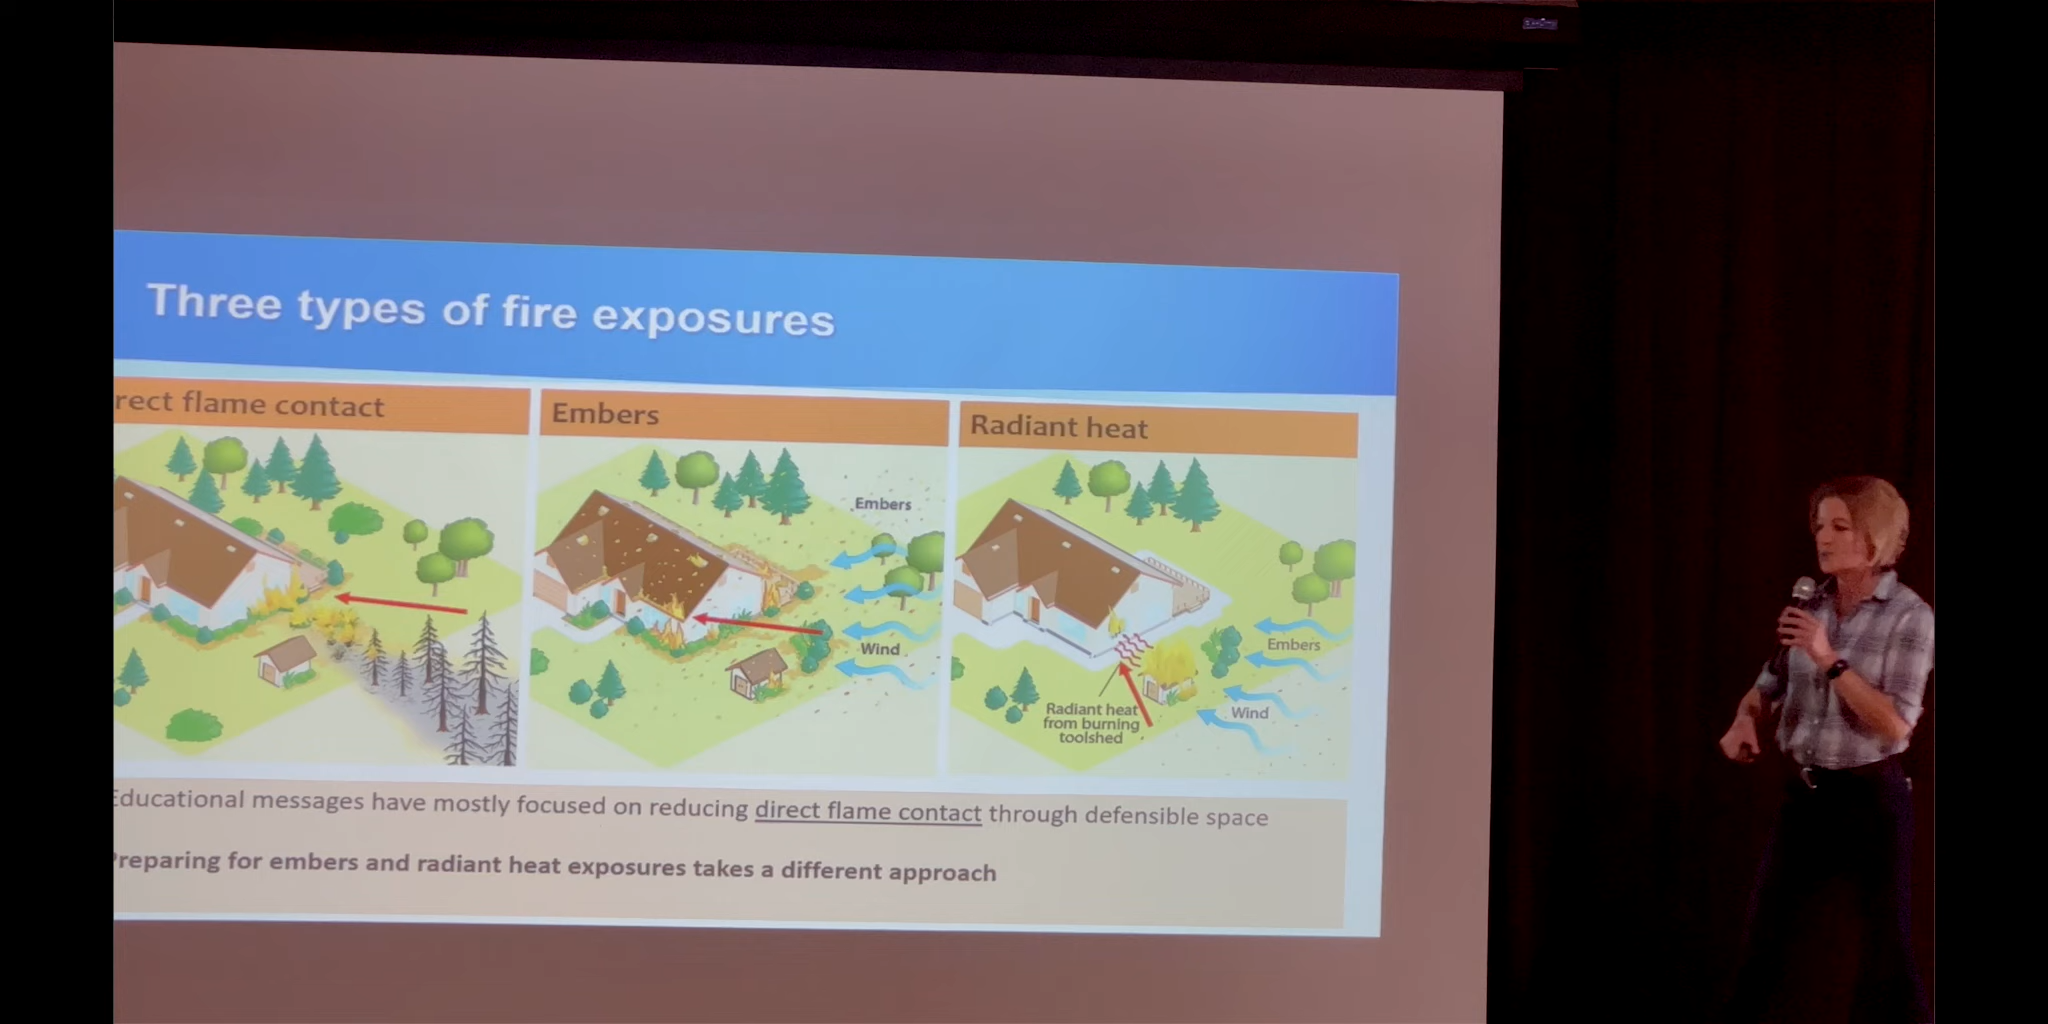 Three types of fire exposures
rect flame contact
Embers
Radiant heat
Embers
Wind
Embers
Wind
Radiant heat
from burning
toolshed
Educational messages have mostly focused on reducing direct flame contact through defensible space
Preparing for embers and radiant heat exposures takes a different approach